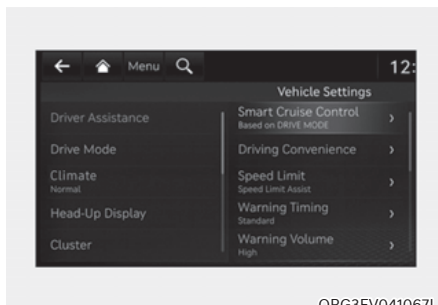 Menu
12:
Vehicle Settings
Driver Assistance
Drive Mode
Climate
Normal
Head-Up Display
Cluster
Smart Cruise Control
Based on DRIVE MODE
Driving Convenience
Speed Limit
Speed Limit Assist
Warning Timing
Standard
Warning Volume
High